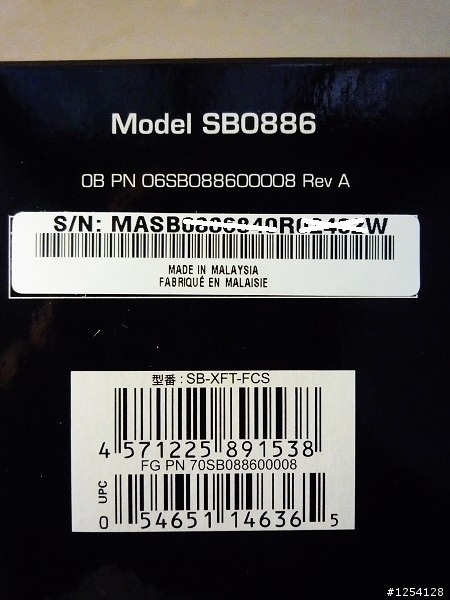 Model SB0886
0B PN 06SB088600008 Rev A
S/N:
MADE IN MALAYSIA
FABRIQUÉ EN MALAISIE
型番：SB-XFT-FCS
4 571225 891538
FG PN 70SB088600008
UPC
0 54651 14636 5
#1254128